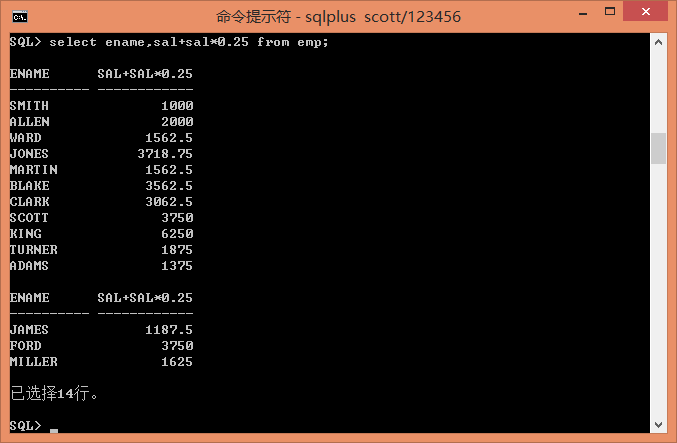 命令提示符 - sqlplus scott/123456
SQL> select ename,sal+sal*0.25 from emp;
ENAME      SAL+SAL*0.25
---------- ------------
SMITH              1000
ALLEN              2000
WARD             1562.5
JONES           3718.75
MARTIN           1562.5
BLAKE            3562.5
CLARK            3062.5
SCOTT              3750
KING               6250
TURNER             1875
ADAMS              1375
ENAME      SAL+SAL*0.25
---------- ------------
JAMES            1187.5
FORD               3750
MILLER             1625
已选择14行。
SQL> _